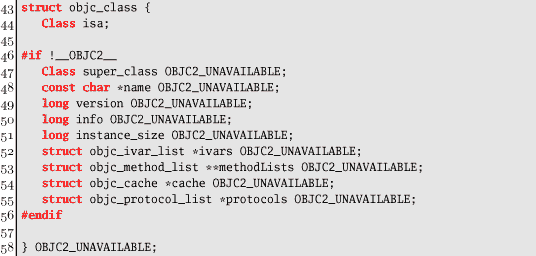 43 struct objc_class {
44    Class isa;
45
46 #if !__OBJC2__
47    Class super_class OBJC2_UNAVAILABLE;
48    const char *name OBJC2_UNAVAILABLE;
49    long version OBJC2_UNAVAILABLE;
50    long info OBJC2_UNAVAILABLE;
51    long instance_size OBJC2_UNAVAILABLE;
52    struct objc_ivar_list *ivars OBJC2_UNAVAILABLE;
53    struct objc_method_list **methodLists OBJC2_UNAVAILABLE;
54    struct objc_cache *cache OBJC2_UNAVAILABLE;
55    struct objc_protocol_list *protocols OBJC2_UNAVAILABLE;
56 #endif
57
58 } OBJC2_UNAVAILABLE;